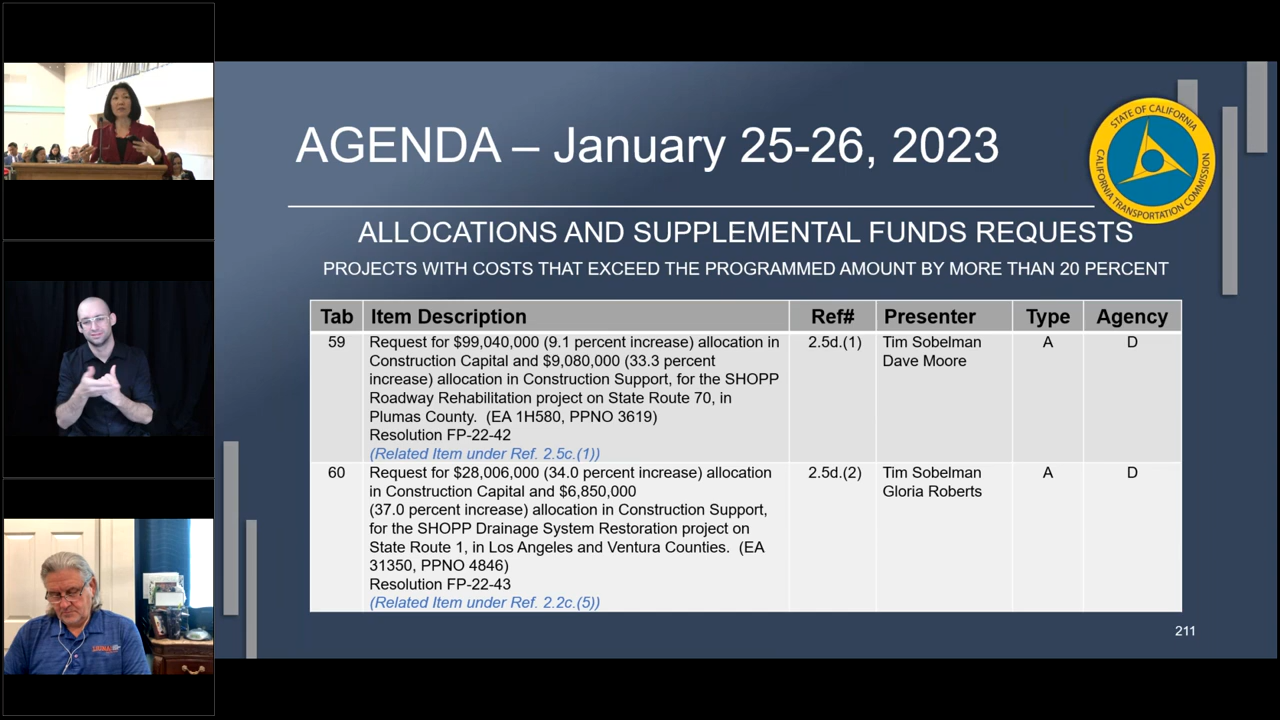 AGENDA – January 25-26, 2023
STATE OF CALIFORNIA
CALIFORNIA TRANSPORTATION COMMISSION
ALLOCATIONS AND SUPPLEMENTAL FUNDS REQUESTS
PROJECTS WITH COSTS THAT EXCEED THE PROGRAMMED AMOUNT BY MORE THAN 20 PERCENT
Tab Item Description Ref# Presenter Type Agency
59 Request for $99,040,000 (9.1 percent increase) allocation in 2.5d.(1) Tim Sobelman A D
Construction Capital and $9,080,000 (33.3 percent Dave Moore
increase) allocation in Construction Support, for the SHOPP
Roadway Rehabilitation project on State Route 70, in
Plumas County. (EA 1H580, PPNO 3619)
Resolution FP-22-42
(Related Item under Ref. 2.5c.(1))
60 Request for $28,006,000 (34.0 percent increase) allocation 2.5d.(2) Tim Sobelman A D
in Construction Capital and $6,850,000 Gloria Roberts
(37.0 percent increase) allocation in Construction Support,
for the SHOPP Drainage System Restoration project on
State Route 1, in Los Angeles and Ventura Counties. (EA
31350, PPNO 4846)
Resolution FP-22-43
(Related Item under Ref. 2.2c.(5))
211